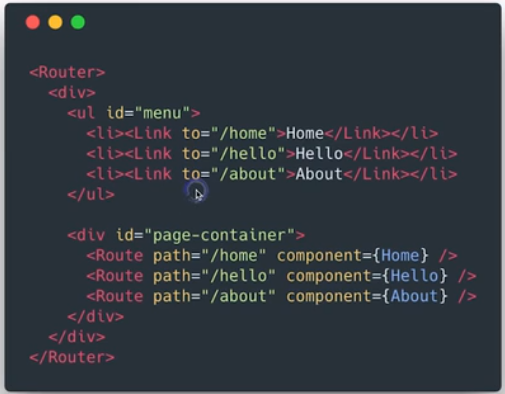 <Router>
  <div>
    <ul id="menu">
      <li><Link to="/home">Home</Link></li>
      <li><Link to="/hello">Hello</Link></li>
      <li><Link to="/about">About</Link></li>
    </ul>

    <div id="page-container">
      <Route path="/home" component={Home} />
      <Route path="/hello" component={Hello} />
      <Route path="/about" component={About} />
    </div>
  </div>
</Router>